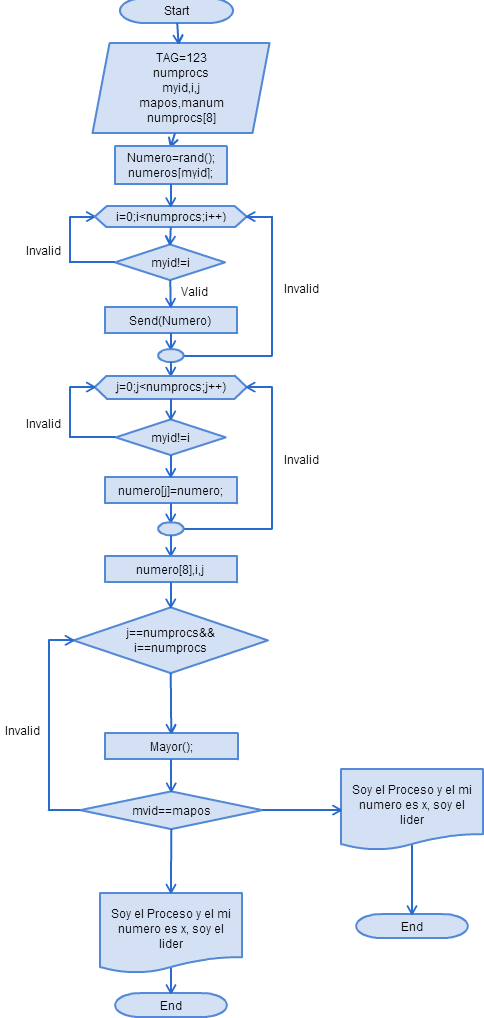 Start
TAG=123
numprocs
myid,i,j
mapos,manum
numprocs[8]
Numero=rand();
numeros[myid];
i=0;i<numprocs;i++)
Invalid
myid!=i
Valid
Invalid
Send(Numero)
j=0;j<numprocs;j++)
Invalid
myid!=i
Invalid
numero[j]=numero;
numero[8],i,j
j==numprocs&&
i==numprocs
Invalid
Mayor();
mvid==mapos
Soy el Proceso y el mi
numero es x, soy el
lider
Soy el Proceso y el mi
numero es x, soy el
lider
End
End